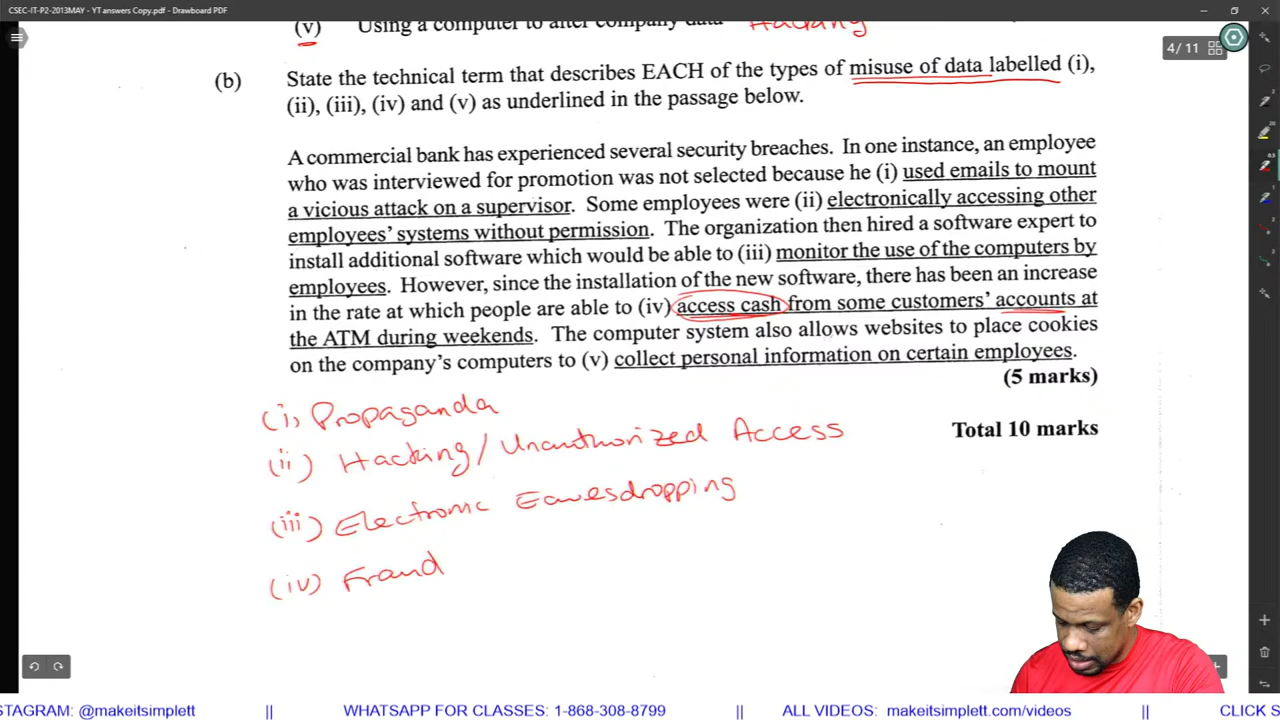 CSEC-IT-P2-2013MAY - YT answers Copy.pdf - Drawboard PDF
(v) Using a computer to alter company data Hacking
4 / 11
(b) State the technical term that describes EACH of the types of misuse of data labelled (i),
(ii), (iii), (iv) and (v) as underlined in the passage below.
A commercial bank has experienced several security breaches. In one instance, an employee
who was interviewed for promotion was not selected because he (i) used emails to mount
a vicious attack on a supervisor. Some employees were (ii) electronically accessing other
employees' systems without permission. The organization then hired a software expert to
install additional software which would be able to (iii) monitor the use of the computers by
employees. However, since the installation of the new software, there has been an increase
in the rate at which people are able to (iv) access cash from some customers' accounts at
the ATM during weekends. The computer system also allows websites to place cookies
on the company's computers to (v) collect personal information on certain employees.
(5 marks)
(i) Propaganda
Total 10 marks
(ii) Hacking/ Unauthorized Access
(iii) Electronic Eavesdropping
(iv) Fraud
STAGRAM: @makeitsimplett || WHATSAPP FOR CLASSES: 1-868-308-8799 || ALL VIDEOS: makeitsimplett.com/videos || CLICK S